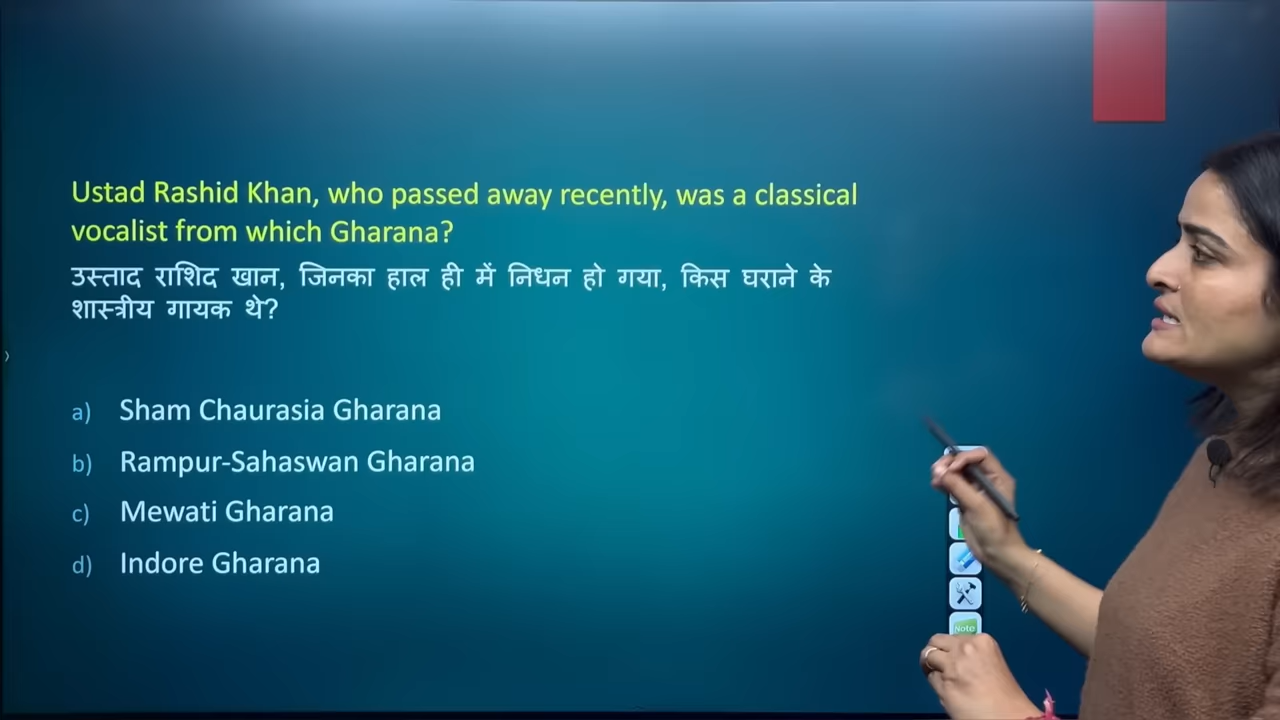 Ustad Rashid Khan, who passed away recently, was a classical
vocalist from which Gharana?
उस्ताद राशिद खान, जिनका हाल ही में निधन हो गया, किस घराने के
शास्त्रीय गायक थे?
a) Sham Chaurasia Gharana
b) Rampur-Sahaswan Gharana
c) Mewati Gharana
d) Indore Gharana
Note